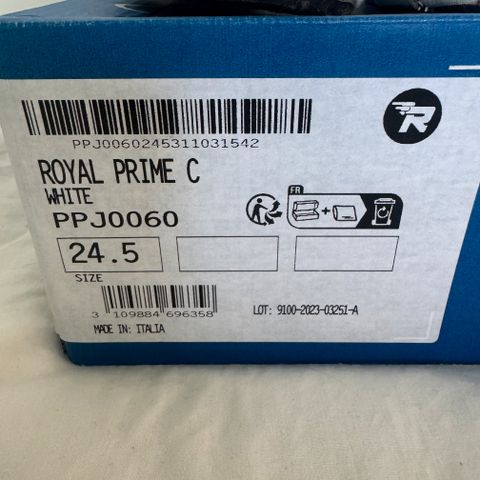 PPJ0060245311031542
R
ROYAL PRIME C
WHITE
PPJ0060
FR
24.5
SIZE
3 109884 696358
LOT: 9100-2023-03251-A
MADE IN: ITALIA